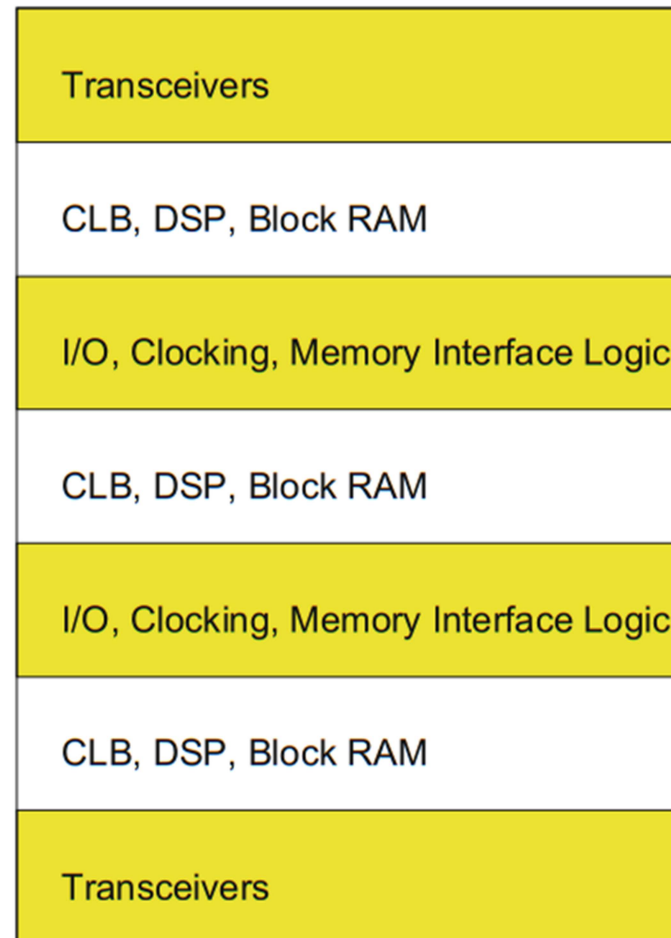 Transceivers
CLB, DSP, Block RAM
I/O, Clocking, Memory Interface Logic
CLB, DSP, Block RAM
I/O, Clocking, Memory Interface Logic
CLB, DSP, Block RAM
Transceivers